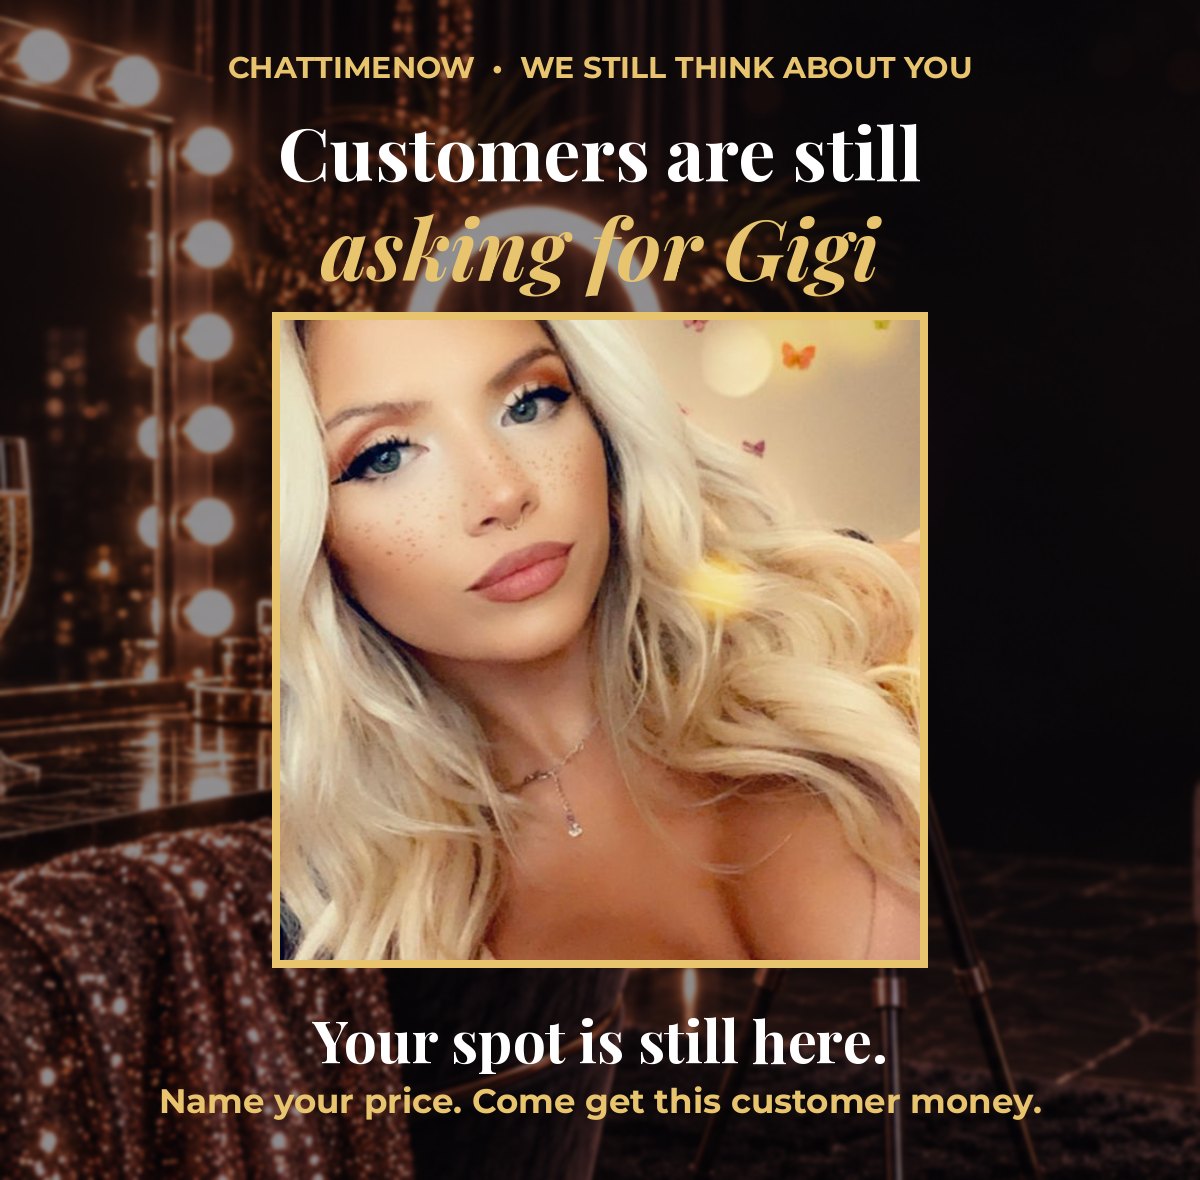 CHATTIMENOW • WE STILL THINK ABOUT YOU
Customers are still
asking for Gigi
Your spot is still here.
Name your price. Come get this customer money.